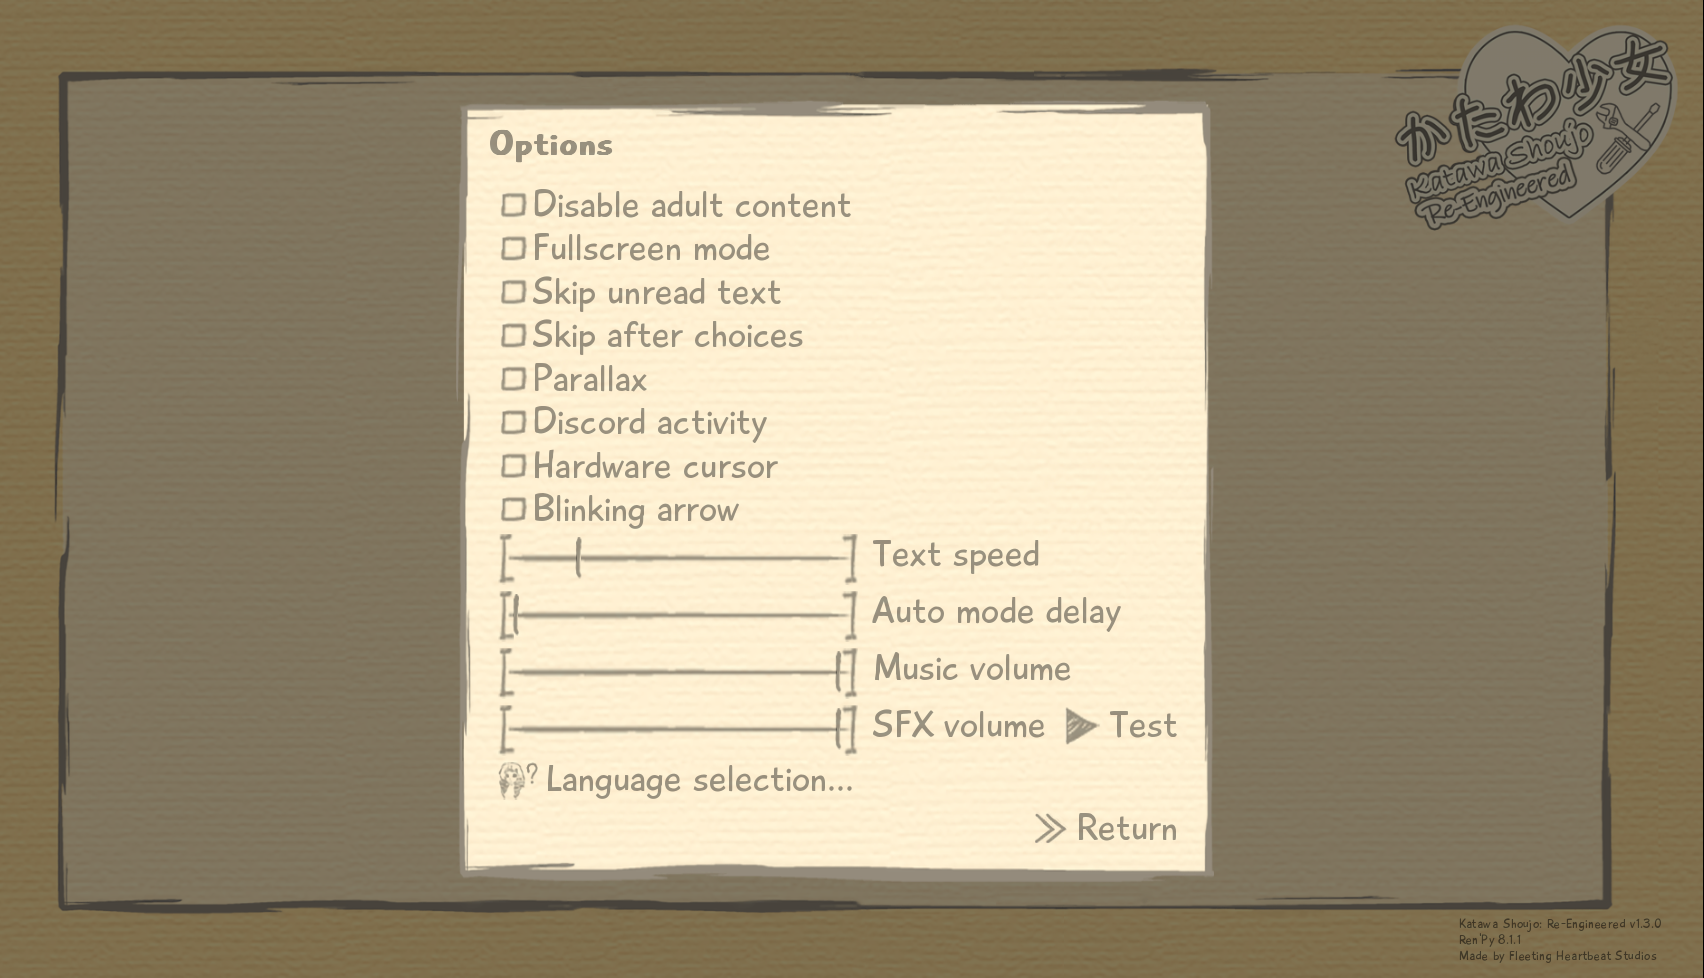 かたわ少女
Katawa Shoujo
Re-Engineered
Options
Disable adult content
Fullscreen mode
Skip unread text
Skip after choices
Parallax
Discord activity
Hardware cursor
Blinking arrow
Text speed
Auto mode delay
Music volume
SFX volume Test
? Language selection...
Return
Katawa Shoujo: Re-Engineered v1.3.0
Ren'Py 8.1.1
Made by Fleeting Heartbeat Studios